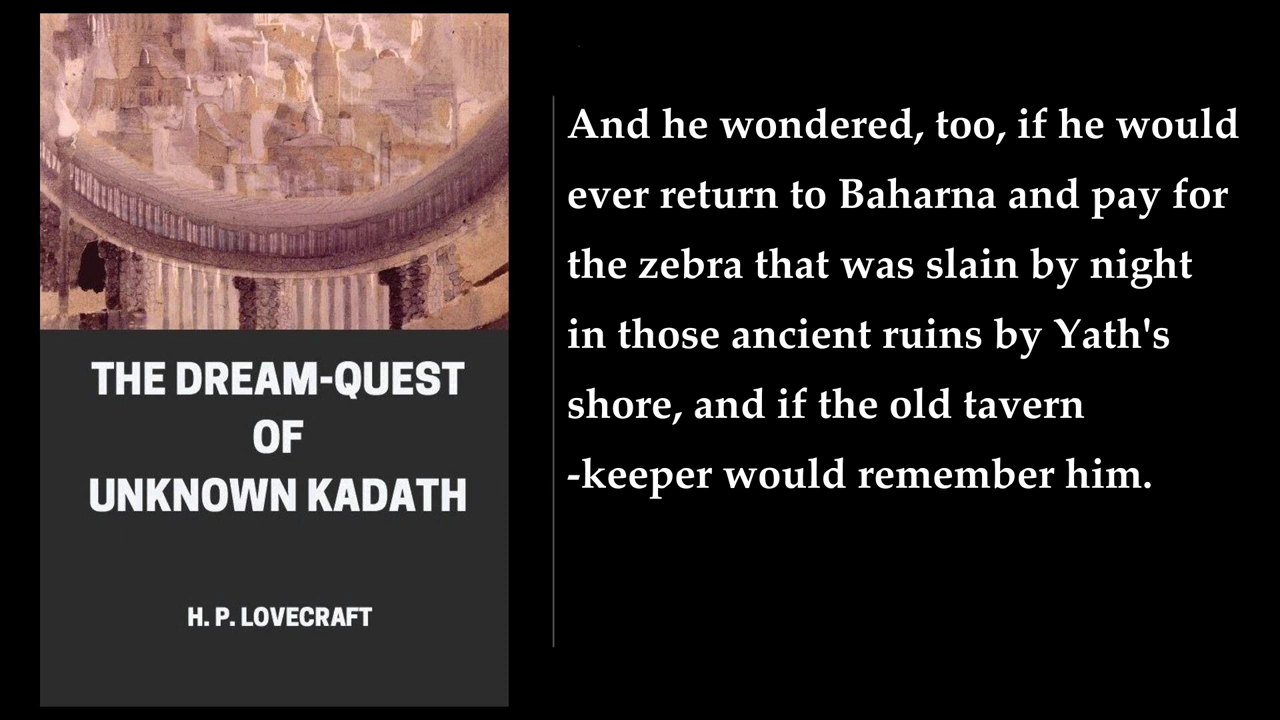 THE DREAM-QUEST
OF
UNKNOWN KADATH
H. P. LOVECRAFT
And he wondered, too, if he would
ever return to Baharna and pay for
the zebra that was slain by night
in those ancient ruins by Yath's
shore, and if the old tavern
-keeper would remember him.